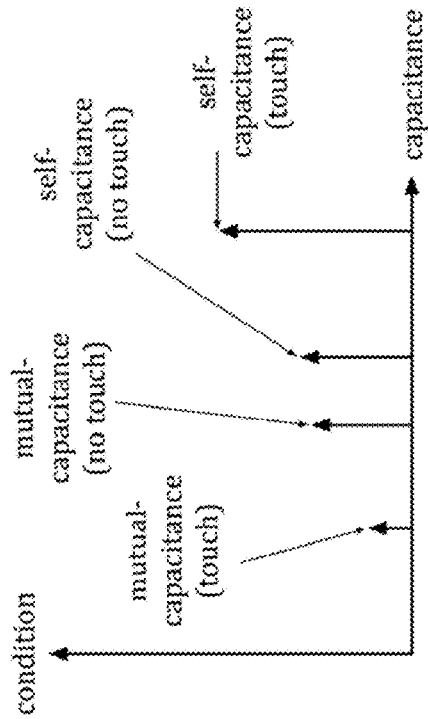 condition
mutual-
capacitance
(touch)
mutual-
capacitance
(no touch)
self-
capacitance
(no touch)
self-
capacitance
(touch)
capacitance